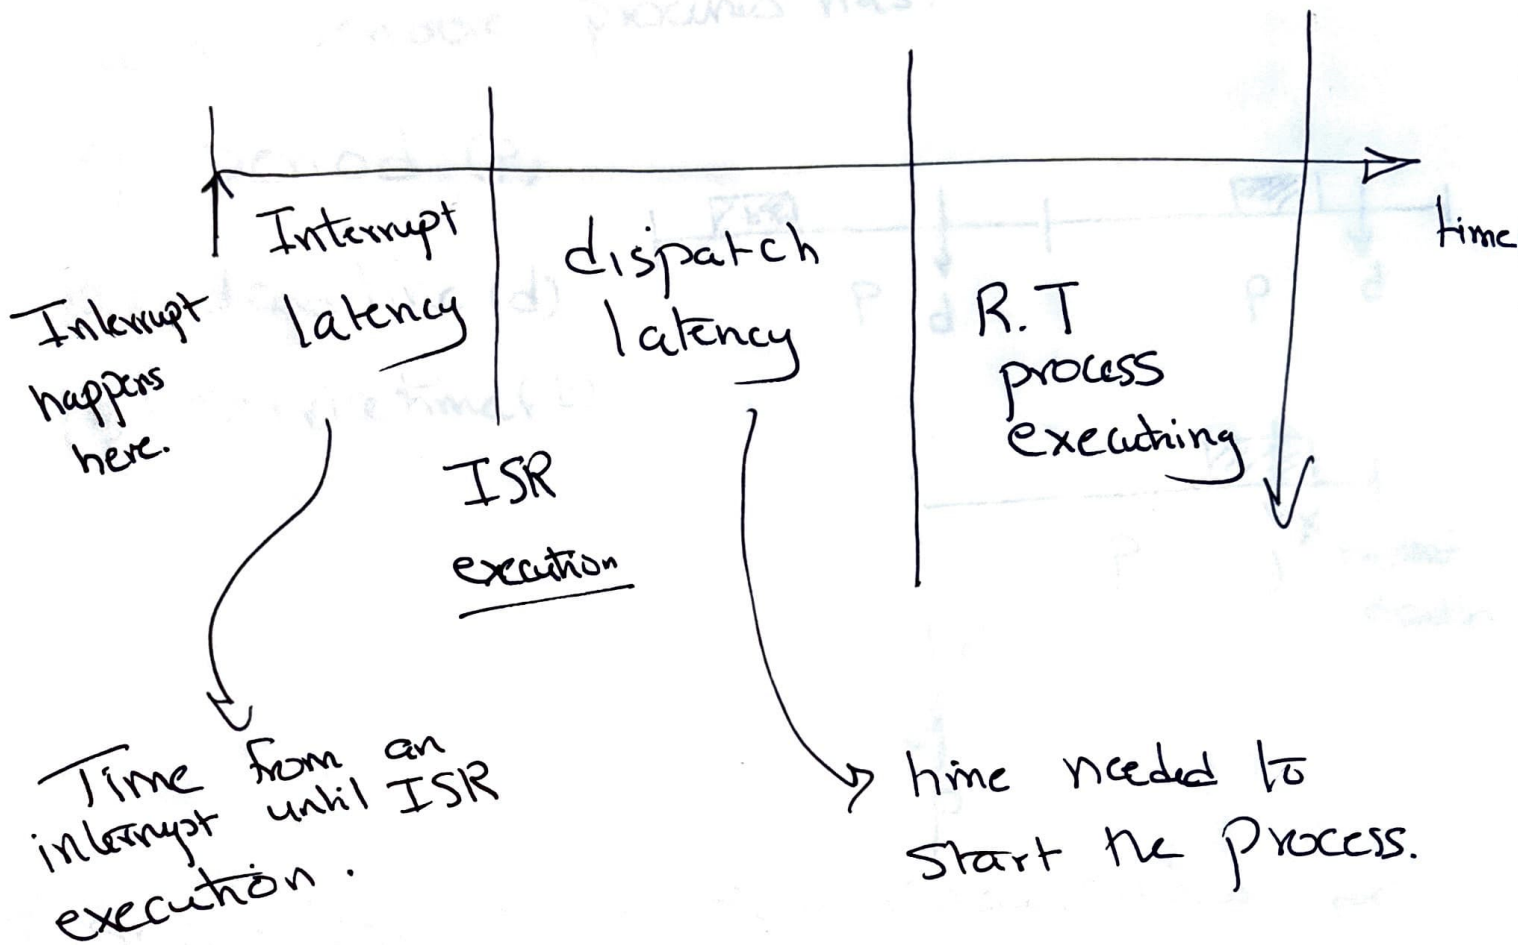 time
Interrupt
happens
here.
Interrupt
latency
ISR
execution
dispatch
latency
R.T
process
executing
Time from an
interrupt until ISR
execution.
time needed to
start the process.